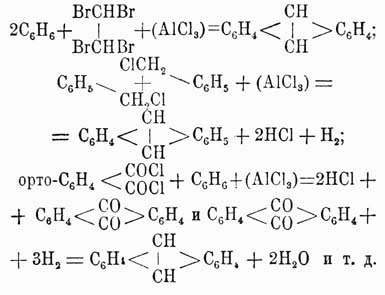 BrCHBr CH
2C₆H₆+ | +(AlCl₃)=C₆H₄< | >C₆H₄;
BrCHBr CH
ClCH₂
C₆H₅ + C₆H₅ + (AlCl₃) =
CH₂Cl
CH
= C₆H₄< | >C₆H₅ + 2HCl + H₂;
CH
орто-C₆H₄< COCl COCl + C₆H₆+(AlCl₃)=2HCl +
+ C₆H₄< CO CO >C₆H₄ и C₆H₄< CO CO >C₆H₄+
CH
+ 3H₂ = C₆H₄< | >C₆H₄ + 2H₂O и т. д.
CH